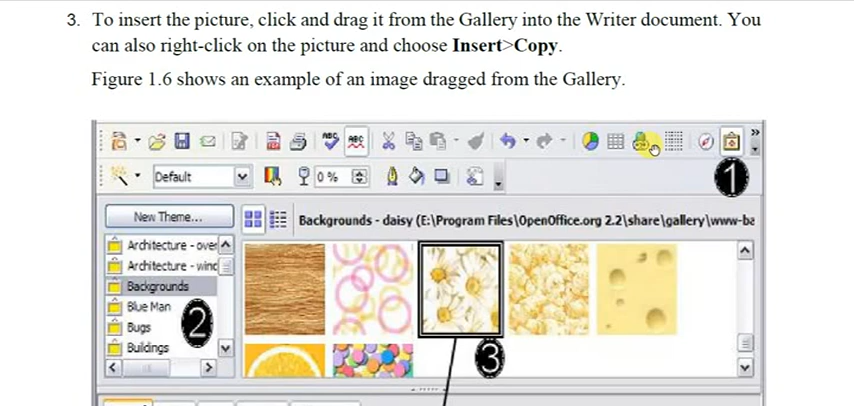 3. To insert the picture, click and drag it from the Gallery into the Writer document. You
can also right-click on the picture and choose Insert>Copy.
Figure 1.6 shows an example of an image dragged from the Gallery.
ABC ABC
1
Default 0%
New Theme... Backgrounds - daisy (E:\Program Files\OpenOffice.org 2.2\share\gallery\www-ba
Architecture - over
Architecture - wind
Backgrounds
Blue Man
2
Bugs
Buildings
3